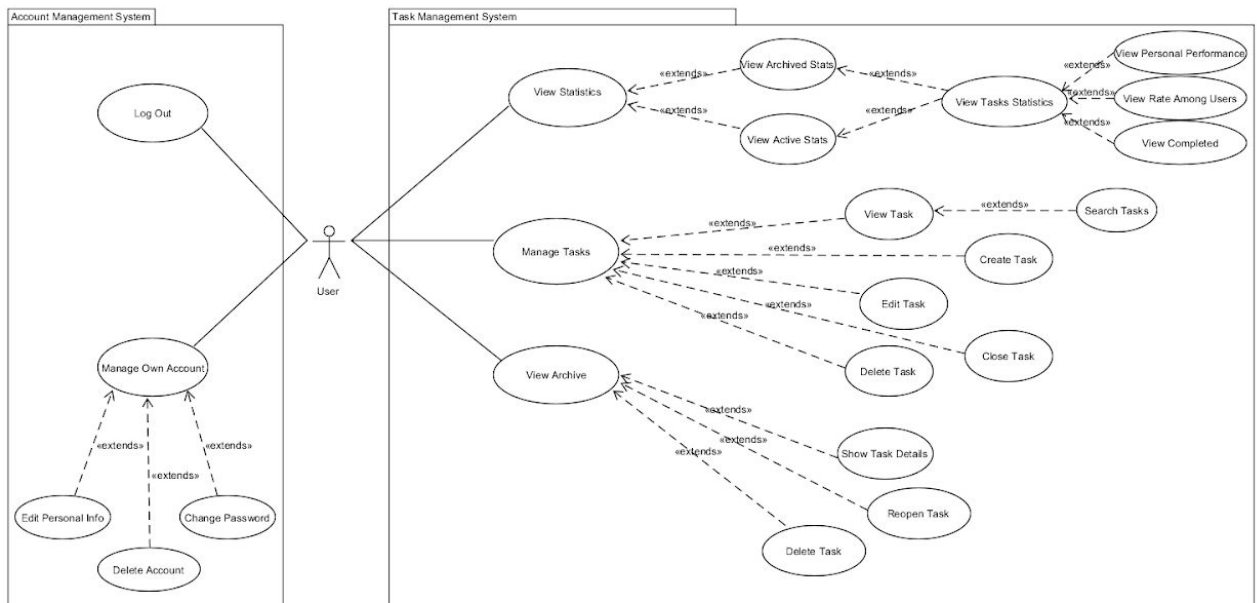 Account Management System
Log Out
Manage Own Account
«extends»
«extends»
«extends»
Edit Personal Info
Change Password
Delete Account
User
Task Management System
View Statistics
«extends»
«extends»
View Archived Stats
View Active Stats
«extends»
«extends»
View Tasks Statistics
«extends»
«extends»
«extends»
View Personal Performance
View Rate Among Users
View Completed
Manage Tasks
«extends»
«extends»
«extends»
«extends»
«extends»
View Task
«extends»
Search Tasks
Create Task
Edit Task
Close Task
Delete Task
View Archive
«extends»
«extends»
«extends»
Show Task Details
Reopen Task
Delete Task